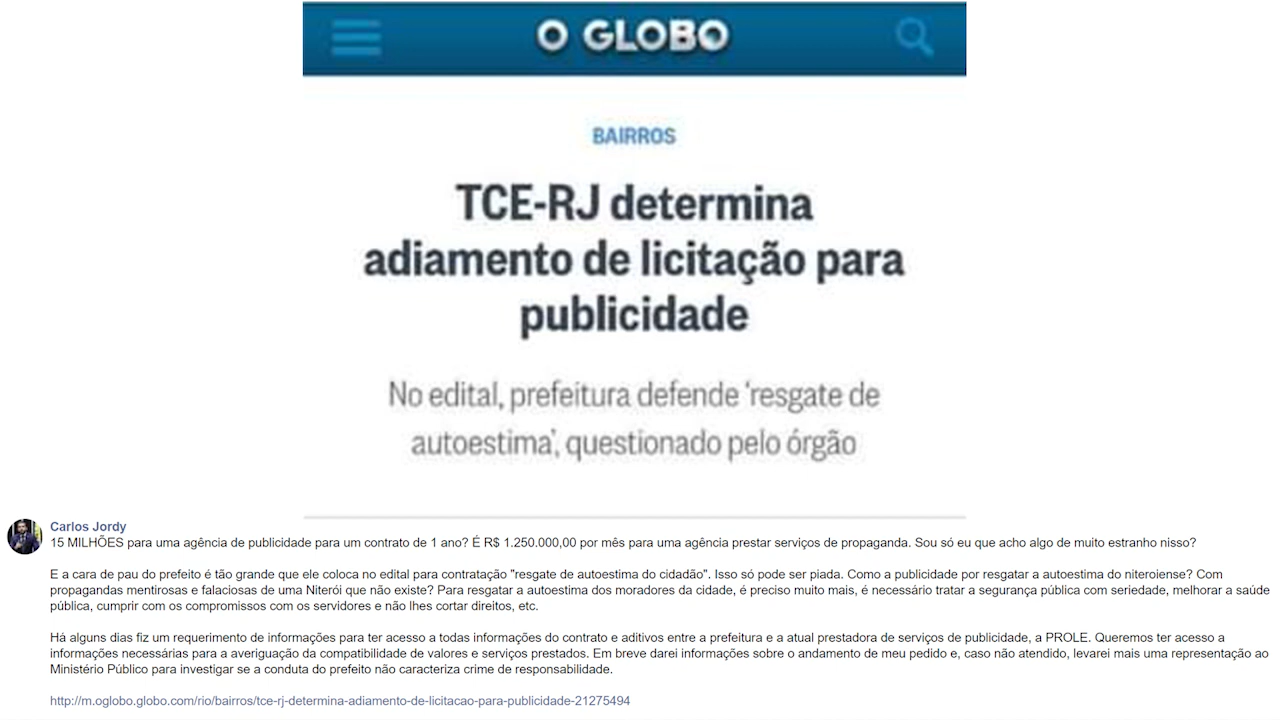 O GLOBO
BAIRROS
TCE-RJ determina
adiamento de licitação para
publicidade
No edital, prefeitura defende ‘resgate de
autoestima’, questionado pelo órgão
Carlos Jordy
15 MILHÕES para uma agência de publicidade para um contrato de 1 ano? É R$ 1.250.000,00 por mês para uma agência prestar serviços de propaganda. Sou só eu que acho algo de muito estranho nisso?
E a cara de pau do prefeito é tão grande que ele coloca no edital para contratação "resgate de autoestima do cidadão". Isso só pode ser piada. Como a publicidade por resgatar a autoestima do niteroiense? Com
propagandas mentirosas e falaciosas de uma Niterói que não existe? Para resgatar a autoestima dos moradores da cidade, é preciso muito mais, é necessário tratar a segurança pública com seriedade, melhorar a saúde
pública, cumprir com os compromissos com os servidores e não lhes cortar direitos, etc.
Há alguns dias fiz um requerimento de informações para ter acesso a todas informações do contrato e aditivos entre a prefeitura e a atual prestadora de serviços de publicidade, a PROLE. Queremos ter acesso a
informações necessárias para a averiguação da compatibilidade de valores e serviços prestados. Em breve darei informações sobre o andamento de meu pedido e, caso não atendido, levarei mais uma representação ao
Ministério Público para investigar se a conduta do prefeito não caracteriza crime de responsabilidade.
http://m.oglobo.globo.com/rio/bairros/tce-rj-determina-adiamento-de-licitacao-para-publicidade-21275494